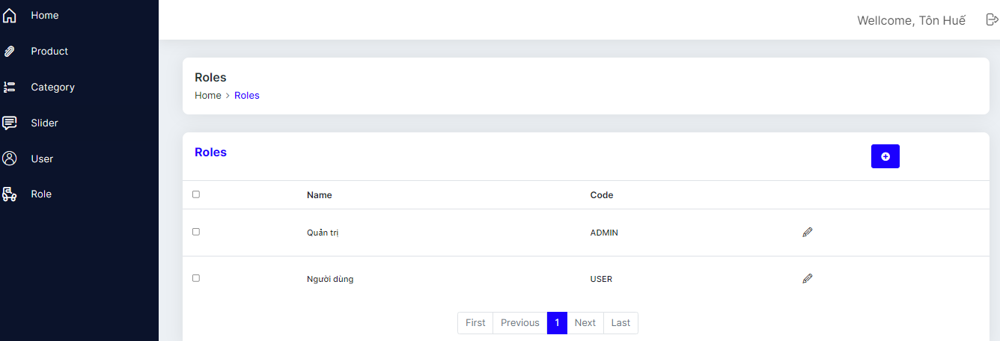 Home
Product
Category
Slider
User
Role
Wellcome, Tôn Huế
Roles
Home > Roles
Roles
Name Code
Quản trị ADMIN
Người dùng USER
First Previous 1 Next Last